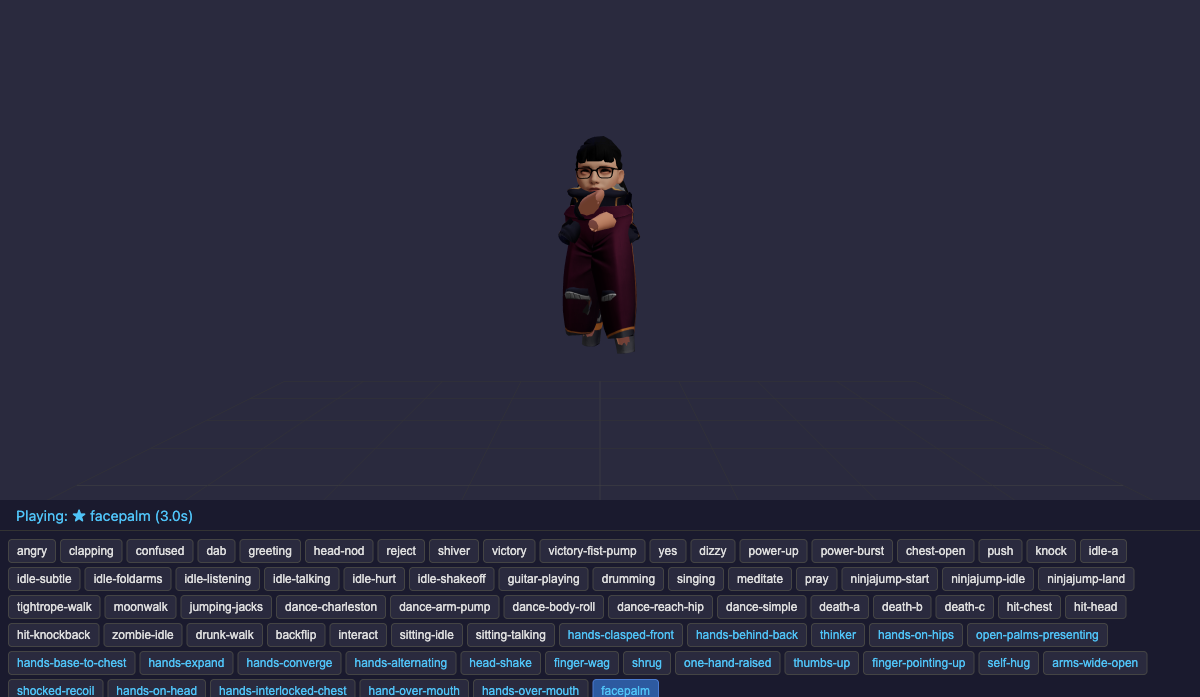 Playing: ★ facepalm (3.0s)
angry clapping confused dab greeting head-nod reject shiver victory victory-fist-pump yes dizzy power-up power-burst chest-open push knock idle-a
idle-subtle idle-foldarms idle-listening idle-talking idle-hurt idle-shakeoff guitar-playing drumming singing meditate pray ninjajump-start ninjajump-idle ninjajump-land
tightrope-walk moonwalk jumping-jacks dance-charleston dance-arm-pump dance-body-roll dance-reach-hip dance-simple death-a death-b death-c hit-chest hit-head
hit-knockback zombie-idle drunk-walk backflip interact sitting-idle sitting-talking hands-clasped-front hands-behind-back thinker hands-on-hips open-palms-presenting
hands-base-to-chest hands-expand hands-converge hands-alternating head-shake finger-wag shrug one-hand-raised thumbs-up finger-pointing-up self-hug arms-wide-open
shocked-recoil hands-on-head hands-interlocked-chest hand-over-mouth hands-over-mouth facepalm